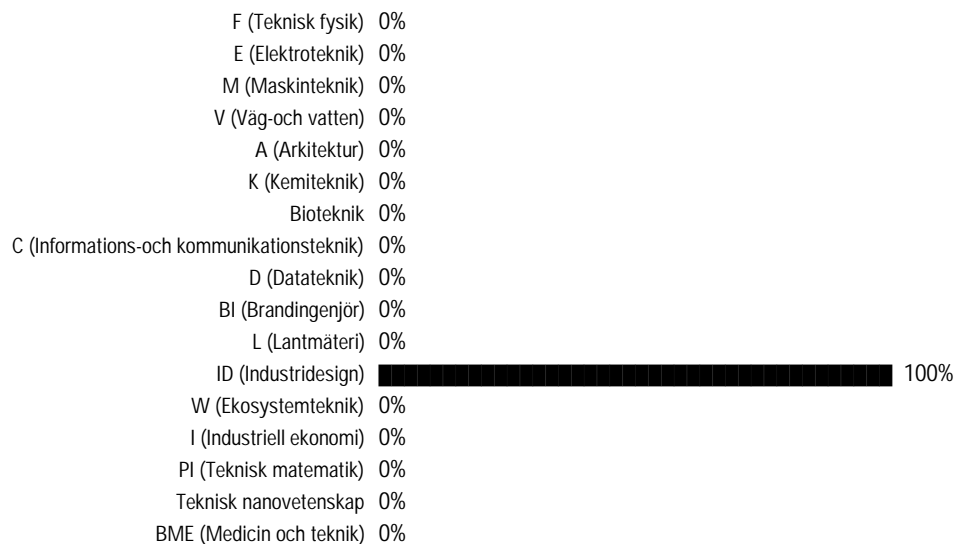 F (Teknisk fysik) 0%
E (Elektroteknik) 0%
M (Maskinteknik) 0%
V (Väg-och vatten) 0%
A (Arkitektur) 0%
K (Kemiteknik) 0%
Bioteknik 0%
C (Informations-och kommunikationsteknik) 0%
D (Datateknik) 0%
BI (Brandingenjör) 0%
L (Lantmäteri) 0%
ID (Industridesign) 100%
W (Ekosystemteknik) 0%
I (Industriell ekonomi) 0%
PI (Teknisk matematik) 0%
Teknisk nanovetenskap 0%
BME (Medicin och teknik) 0%